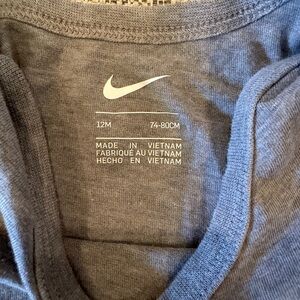 12M 74-80CM
MADE IN VIETNAM
FABRIQUÉ AU VIETNAM
HECHO EN VIETNAM